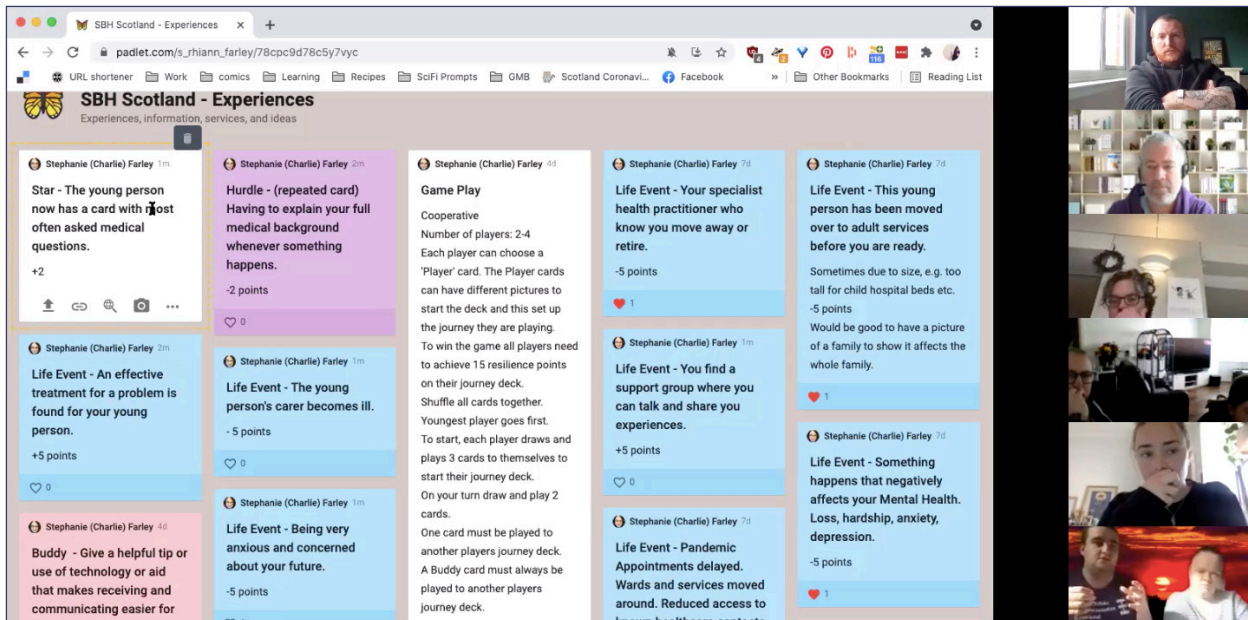 SBH Scotland - Experiences
padlet.com/s_rhiann_farley/78cpc9d78c5y7vyc
4
2
116
URL shortener
Work
comics
Learning
Recipes
SciFi Prompts
GMB
Scotland Coronavi...
Facebook
»
Other Bookmarks
Reading List
SBH Scotland - Experiences
Experiences, information, services, and ideas
Stephanie (Charlie) Farley 1m
Star - The young person
now has a card with most
often asked medical
questions.
+2
Stephanie (Charlie) Farley 2m
Life Event - An effective
treatment for a problem is
found for your young
person.
+5 points
0
Stephanie (Charlie) Farley 4d
Buddy - Give a helpful tip or
use of technology or aid
that makes receiving and
communicating easier for
Stephanie (Charlie) Farley 2m
Hurdle - (repeated card)
Having to explain your full
medical background
whenever something
happens.
-2 points
0
Stephanie (Charlie) Farley 1m
Life Event - The young
person's carer becomes ill.
- 5 points
0
Stephanie (Charlie) Farley 1m
Life Event - Being very
anxious and concerned
about your future.
-5 points
Stephanie (Charlie) Farley 4d
Game Play
Cooperative
Number of players: 2-4
Each player can choose a
'Player' card. The Player cards
can have different pictures to
start the deck and this set up
the journey they are playing.
To win the game all players need
to achieve 15 resilience points
on their journey deck.
Shuffle all cards together.
Youngest player goes first.
To start, each player draws and
plays 3 cards to themselves to
start their journey deck.
On your turn draw and play 2
cards.
One card must be played to
another players journey deck.
A Buddy card must always be
played to another players
journey deck.
Stephanie (Charlie) Farley 7d
Life Event - Your specialist
health practitioner who
know you move away or
retire.
-5 points
1
Stephanie (Charlie) Farley 1m
Life Event - You find a
support group where you
can talk and share you
experiences.
+5 points
0
Stephanie (Charlie) Farley 7d
Life Event - Pandemic
Appointments delayed.
Wards and services moved
around. Reduced access to
known healthcare contacts
Stephanie (Charlie) Farley 7d
Life Event - This young
person has been moved
over to adult services
before you are ready.
Sometimes due to size, e.g. too
tall for child hospital beds etc.
-5 points
Would be good to have a picture
of a family to show it affects the
whole family.
1
Stephanie (Charlie) Farley 7d
Life Event - Something
happens that negatively
affects your Mental Health.
Loss, hardship, anxiety,
depression.
-5 points
1